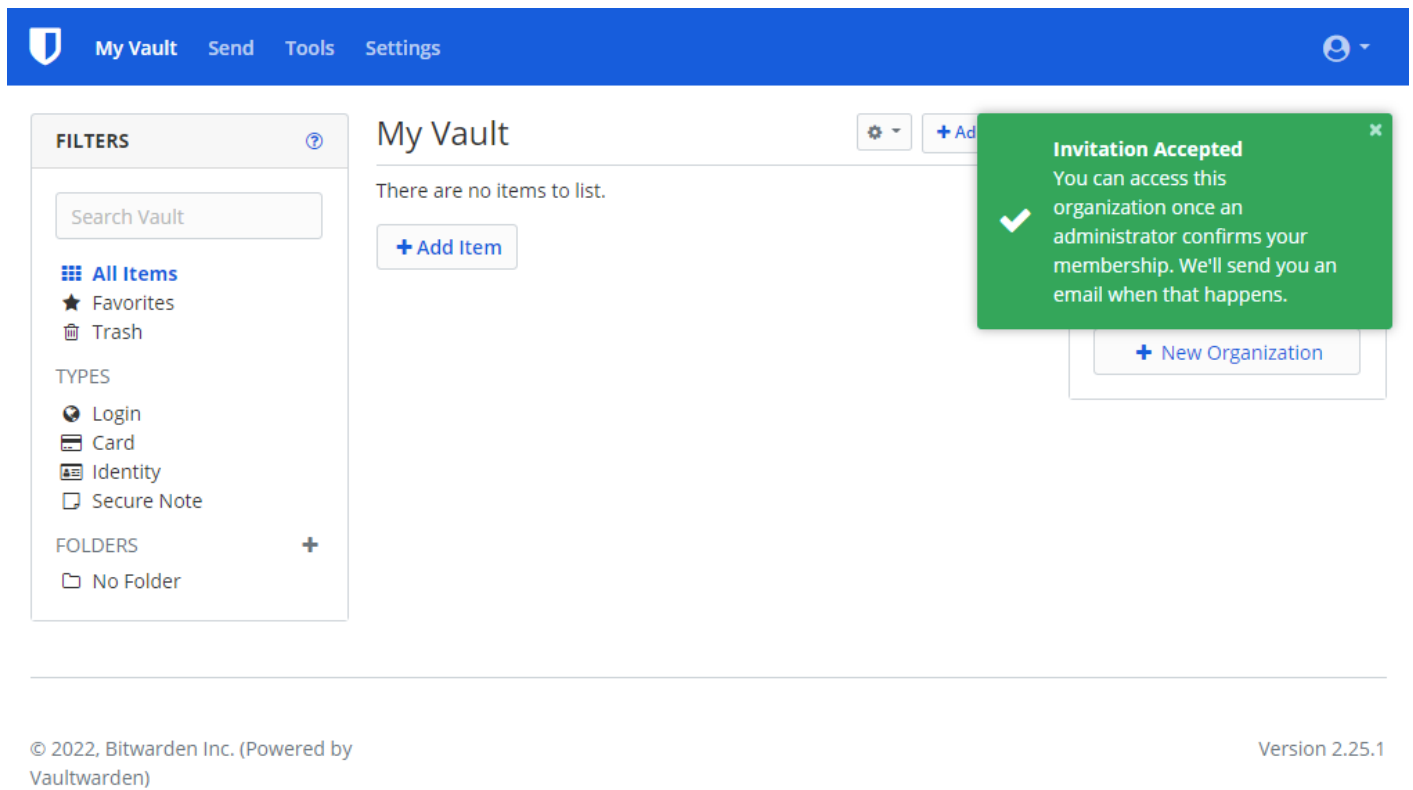 My Vault Send Tools Settings
FILTERS
Search Vault
All Items
Favorites
Trash
TYPES
Login
Card
Identity
Secure Note
FOLDERS
No Folder
My Vault
There are no items to list.
Add Item
Invitation Accepted
You can access this
organization once an
administrator confirms your
membership. We'll send you an
email when that happens.
New Organization
© 2022, Bitwarden Inc. (Powered by
Vaultwarden)
Version 2.25.1